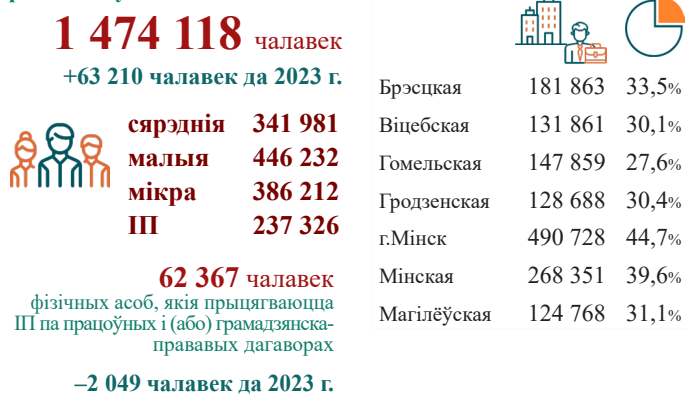 1 474 118 чалавек
+63 210 чалавек да 2023 г.
сярэднія 341 981
малыя 446 232
мікра 386 212
ІП 237 326
62 367 чалавек
фізічных асоб, якія прыцягваюцца
ІП па працоўных і (або) грамадзянска-
прававых дагаворах
–2 049 чалавек да 2023 г.
Брэсцкая 181 863 33,5%
Віцебская 131 861 30,1%
Гомельская 147 859 27,6%
Гродзенская 128 688 30,4%
г.Мінск 490 728 44,7%
Мінская 268 351 39,6%
Магілёўская 124 768 31,1%